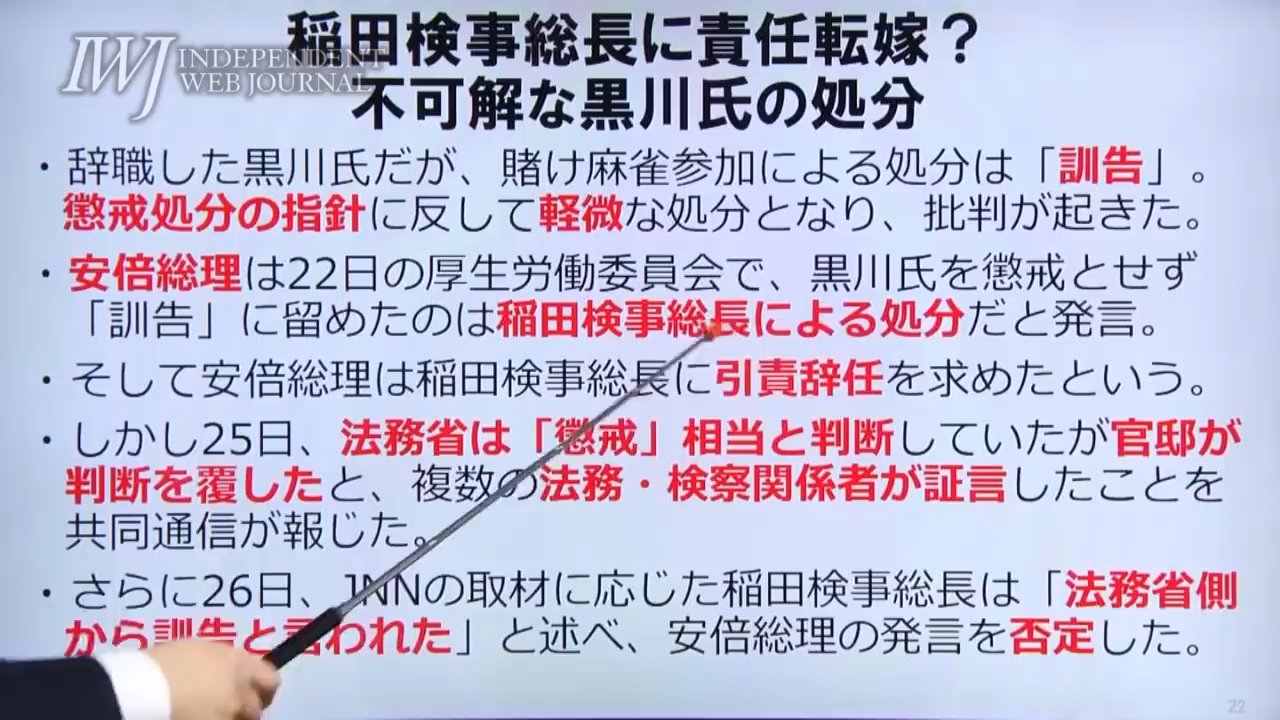 IWJ INDEPENDENT
WEB JOURNAL
稲田検事総長に責任転嫁？
不可解な黒川氏の処分
・辞職した黒川氏だが、賭け麻雀参加による処分は「訓告」。
懲戒処分の指針に反して軽微な処分となり、批判が起きた。
・安倍総理は22日の厚生労働委員会で、黒川氏を懲戒とせず
「訓告」に留めたのは稲田検事総長による処分だと発言。
・そして安倍総理は稲田検事総長に引責辞任を求めたという。
・しかし25日、法務省は「懲戒」相当と判断していたが官邸が
判断を覆したと、複数の法務・検察関係者が証言したことを
共同通信が報じた。
・さらに26日、JNNの取材に応じた稲田検事総長は「法務省側
から訓告と言われた」と述べ、安倍総理の発言を否定した。
22